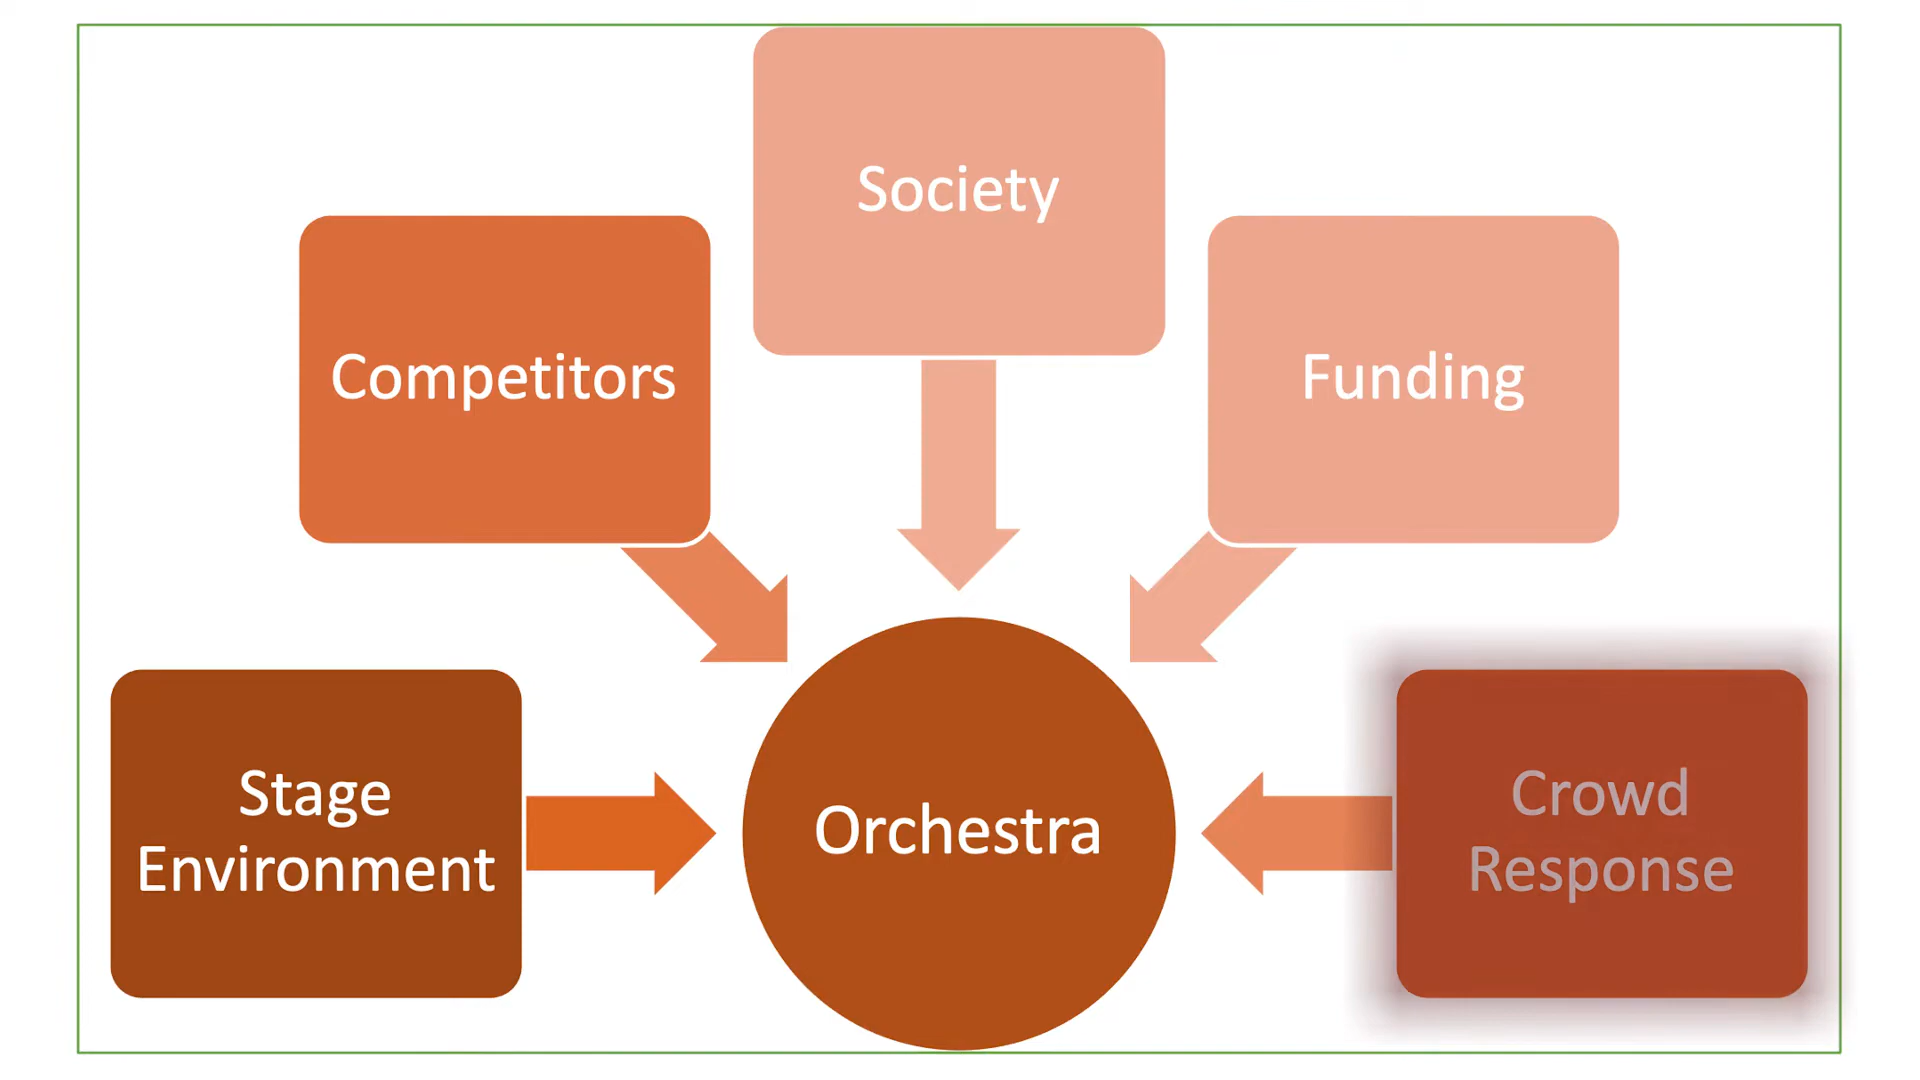 Society
Competitors
Funding
Stage
Environment
Orchestra
Crowd
Response